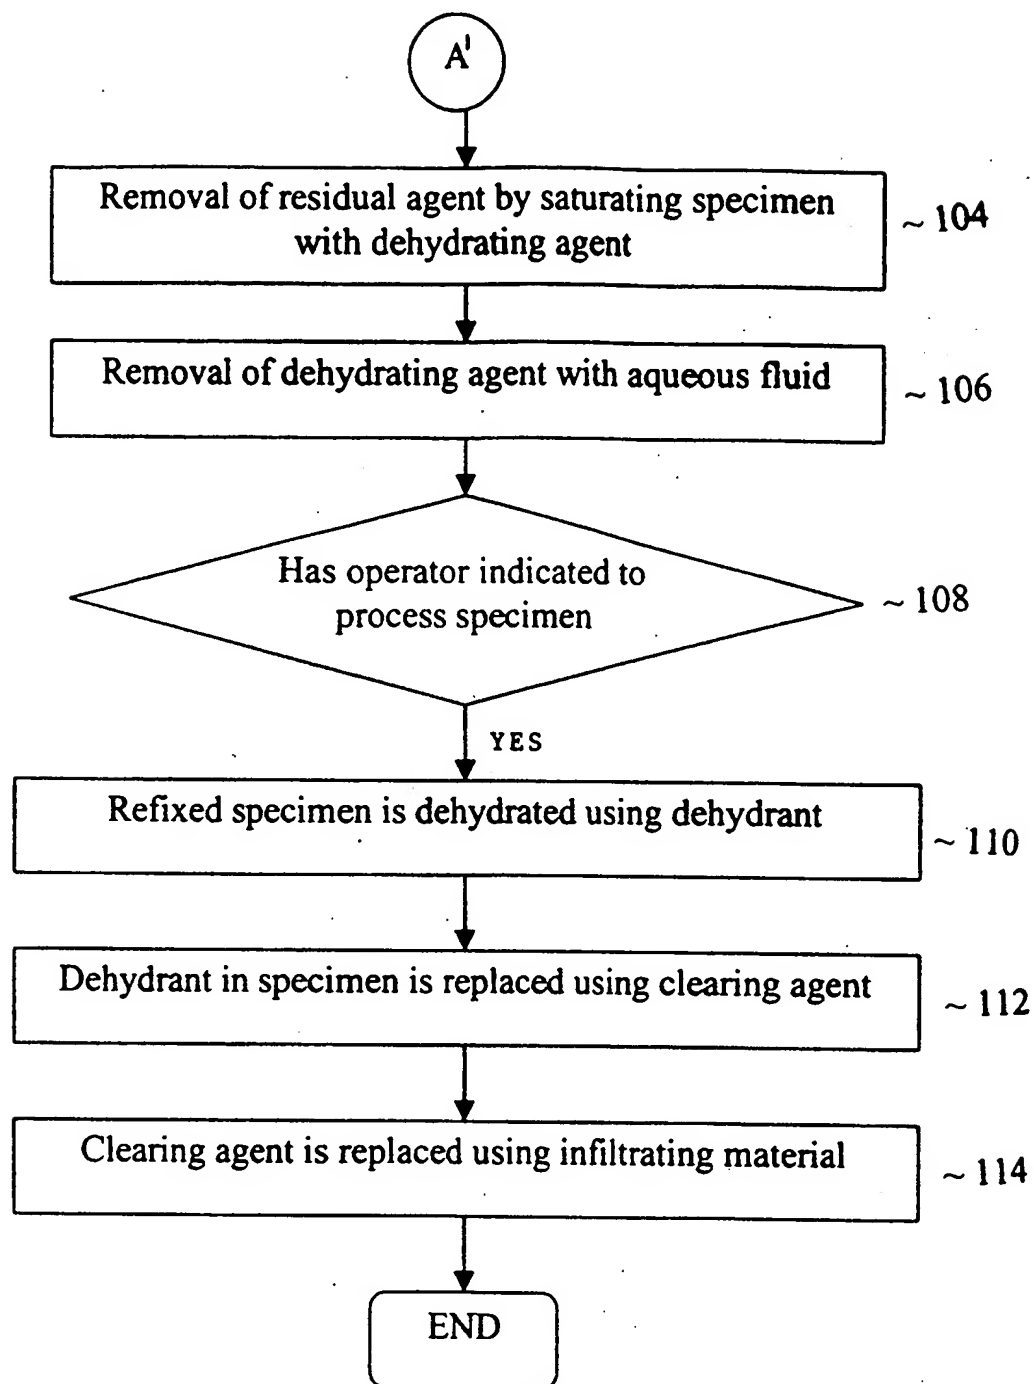 A'
Removal of residual agent by saturating specimen
with dehydrating agent
~ 104
Removal of dehydrating agent with aqueous fluid
~ 106
Has operator indicated to
process specimen
~ 108
YES
Refixed specimen is dehydrated using dehydrant
~ 110
Dehydrant in specimen is replaced using clearing agent
~ 112
Clearing agent is replaced using infiltrating material
~ 114
END